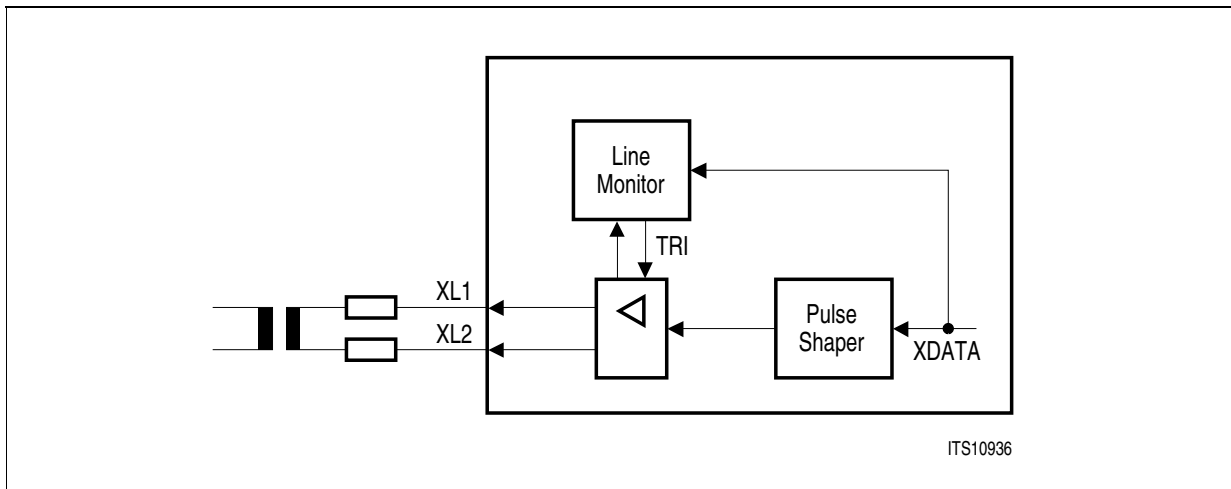 Line
Monitor
TRI
XL1
XL2
Pulse
Shaper
XDATA
ITS10936